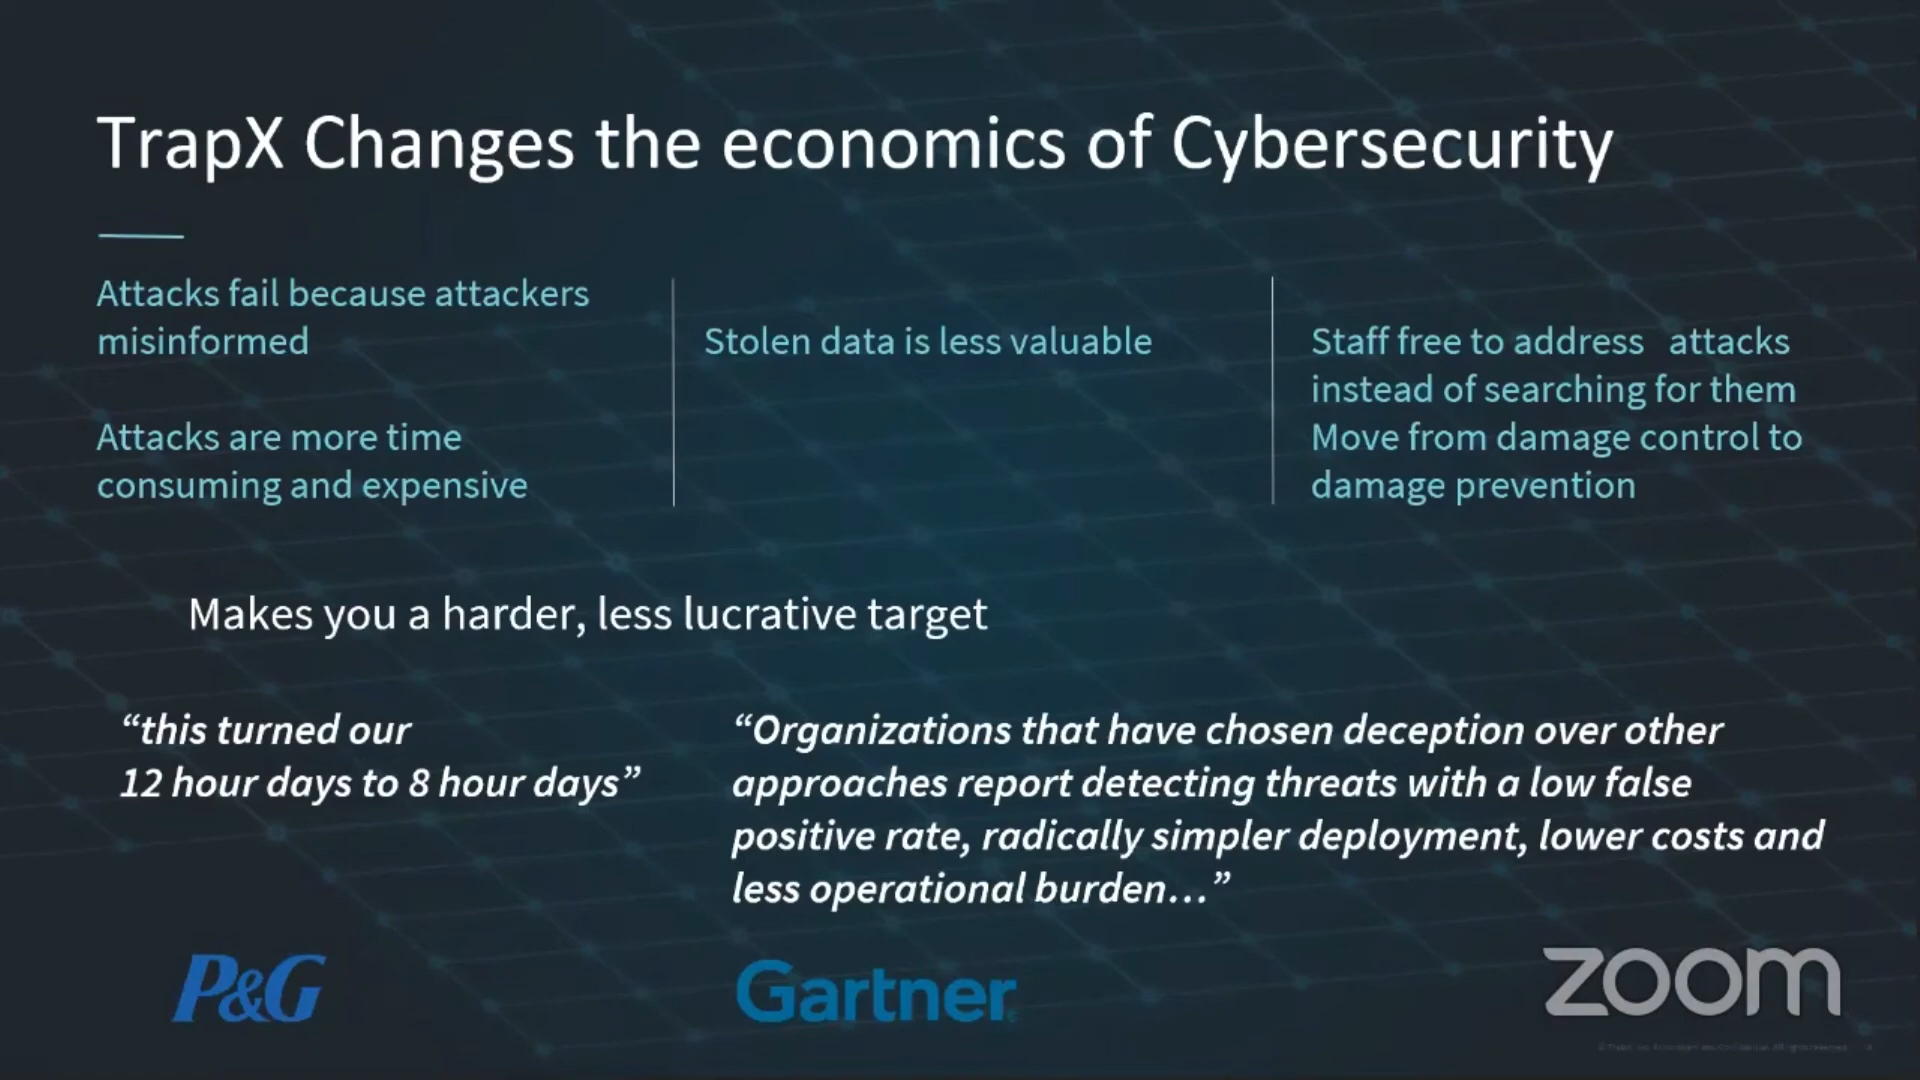 TrapX Changes the economics of Cybersecurity
Attacks fail because attackers
misinformed
Attacks are more time
consuming and expensive
Stolen data is less valuable
Staff free to address attacks
instead of searching for them
Move from damage control to
damage prevention
Makes you a harder, less lucrative target
“this turned our
12 hour days to 8 hour days”
“Organizations that have chosen deception over other
approaches report detecting threats with a low false
positive rate, radically simpler deployment, lower costs and
less operational burden...”
P&G
Gartner
zoom